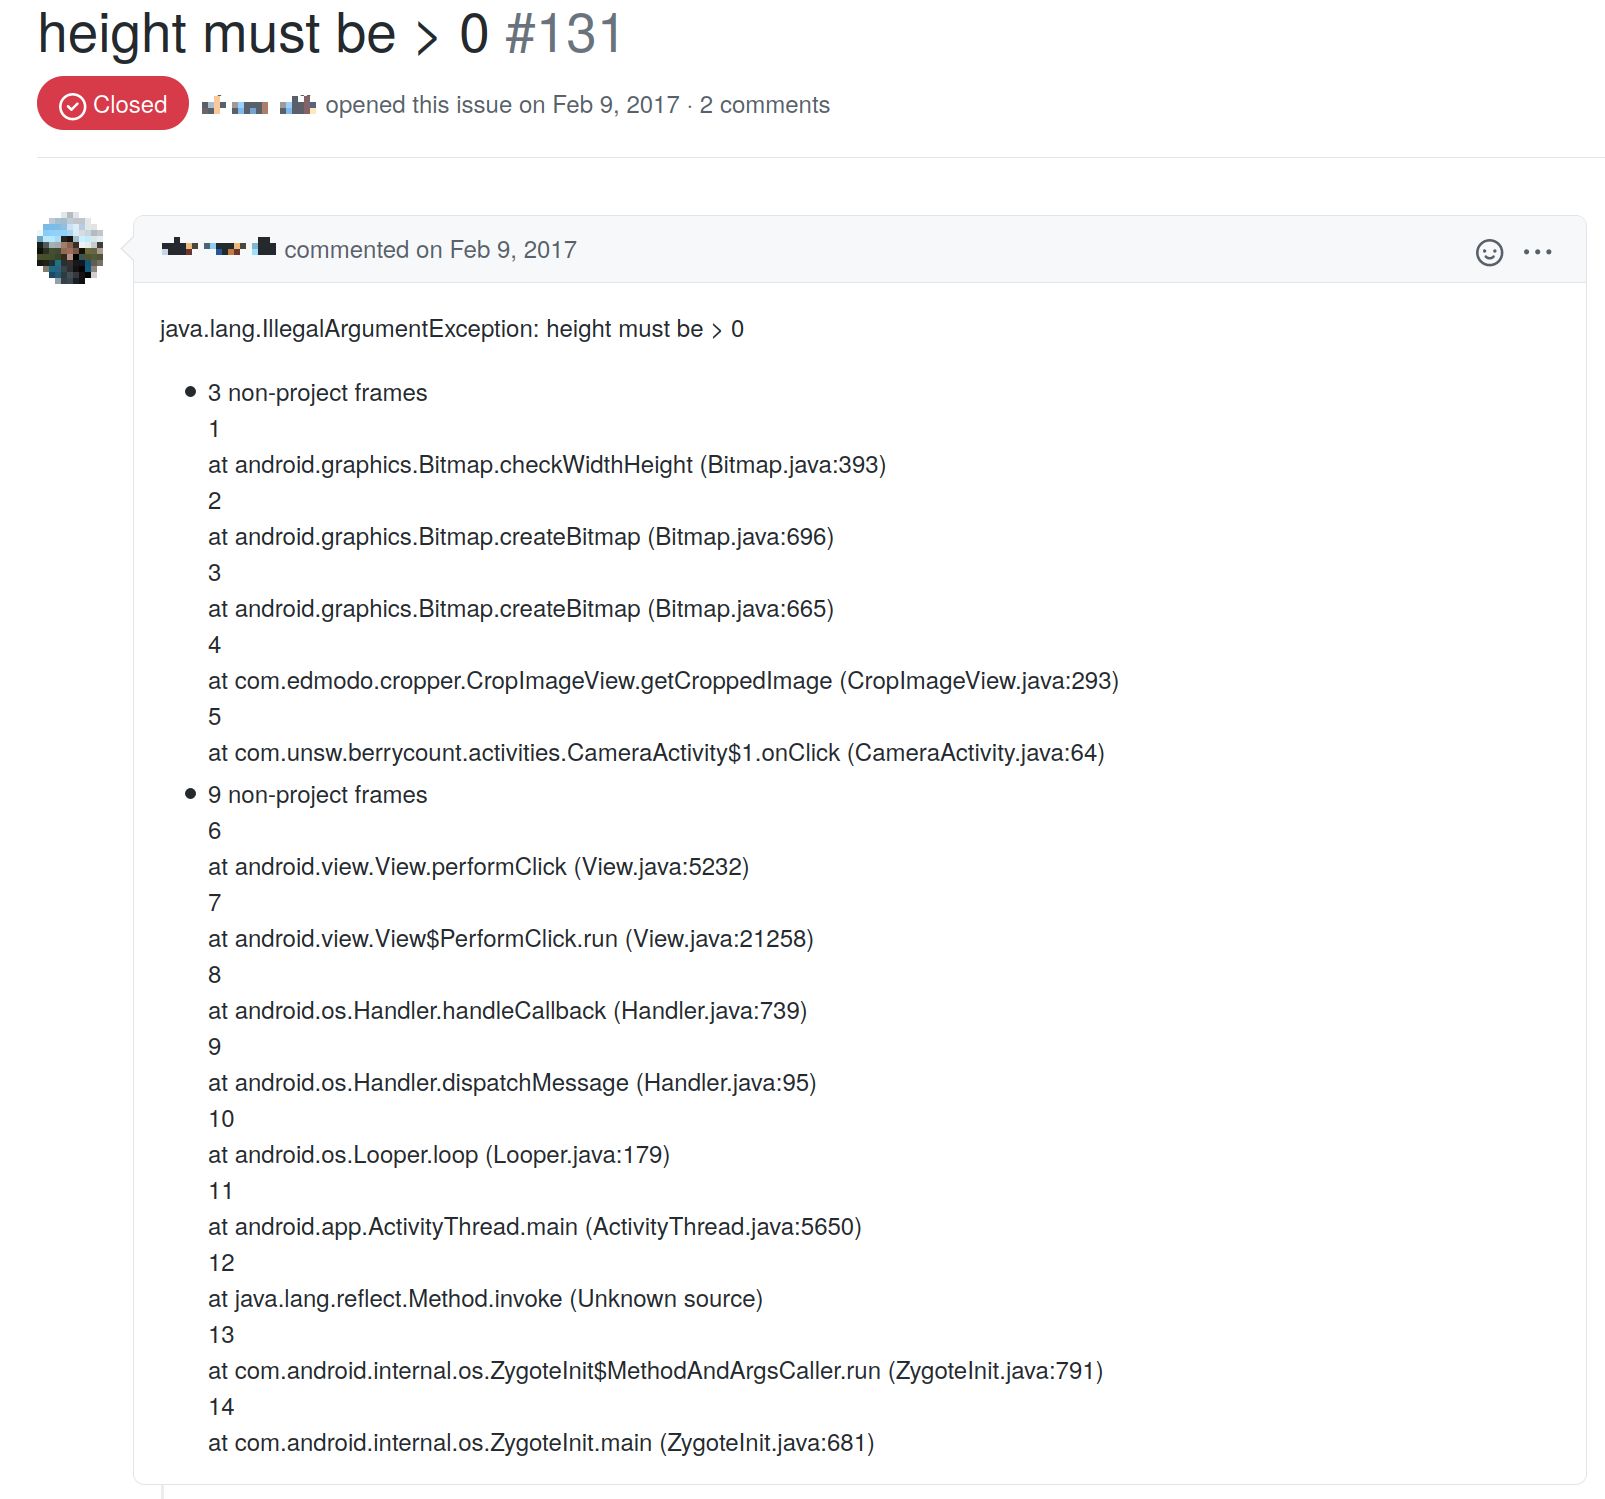 height must be > 0 #131
Closed opened this issue on Feb 9, 2017 · 2 comments
commented on Feb 9, 2017
java.lang.IllegalArgumentException: height must be > 0
3 non-project frames
1
at android.graphics.Bitmap.checkWidthHeight (Bitmap.java:393)
2
at android.graphics.Bitmap.createBitmap (Bitmap.java:696)
3
at android.graphics.Bitmap.createBitmap (Bitmap.java:665)
4
at com.edmodo.cropper.CropImageView.getCroppedImage (CropImageView.java:293)
5
at com.unsw.berrycount.activities.CameraActivity$1.onClick (CameraActivity.java:64)
9 non-project frames
6
at android.view.View.performClick (View.java:5232)
7
at android.view.View$PerformClick.run (View.java:21258)
8
at android.os.Handler.handleCallback (Handler.java:739)
9
at android.os.Handler.dispatchMessage (Handler.java:95)
10
at android.os.Looper.loop (Looper.java:179)
11
at android.app.ActivityThread.main (ActivityThread.java:5650)
12
at java.lang.reflect.Method.invoke (Unknown source)
13
at com.android.internal.os.ZygoteInit$MethodAndArgsCaller.run (ZygoteInit.java:791)
14
at com.android.internal.os.ZygoteInit.main (ZygoteInit.java:681)